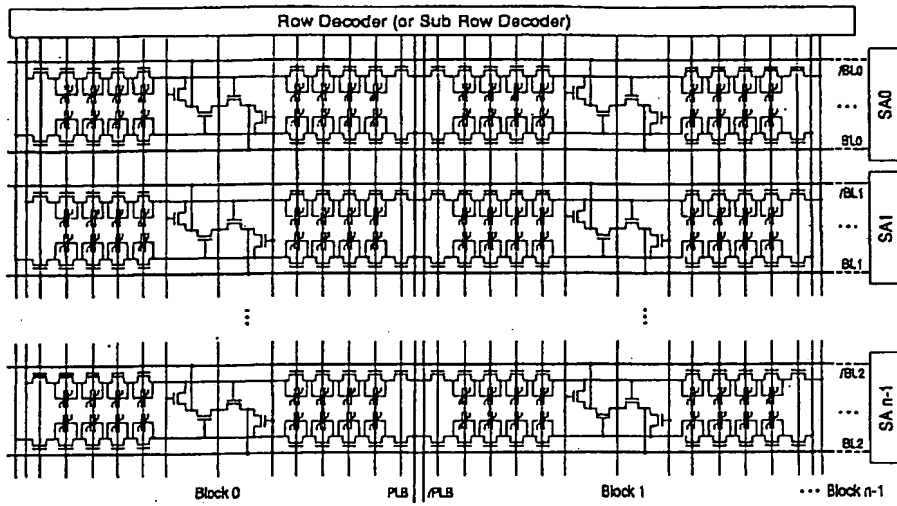 Row Decoder (or Sub Row Decoder)
/BL0
SA0
BL0
/BL1
SA1
BL1
/BL2
SA n-1
BL2
Block 0
PLB
/PLB
Block 1
Block n-1